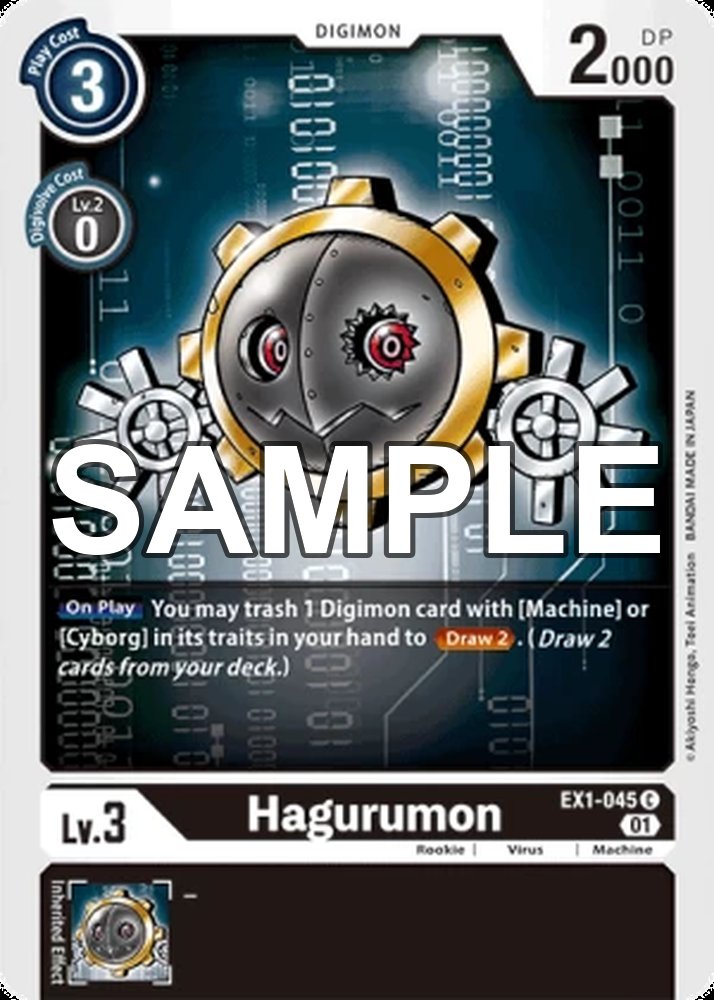 DIGIMON
Play Cost
3
DP
2000
Digivolve Cost
Lv.2
0
SAMPLE
On Play You may trash 1 Digimon card with [Machine] or
[Cyborg] in its traits in your hand to Draw 2. (Draw 2
cards from your deck.)
© Akiyoshi Hongo, Toei Animation BANDAI MADE IN JAPAN
Lv.3
Hagurumon
EX1-045 C
01
Rookie | Virus | Machine
Inherited Effect
-